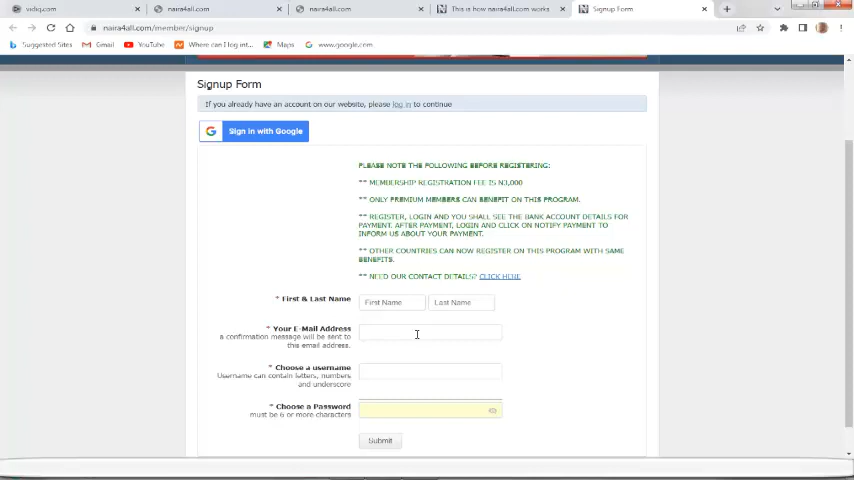 vidiq.com
naira4all.com
naira4all.com
This is how naira4all.com works
Signup Form
naira4all.com/member/signup
Suggested Sites
Gmail
YouTube
Where can I log int...
Maps
www.google.com
Signup Form
If you already have an account on our website, please log in to continue
Sign in with Google
PLEASE NOTE THE FOLLOWING BEFORE REGISTERING:
** MEMBERSHIP REGISTRATION FEE IS N3,000
** ONLY PREMIUM MEMBERS CAN BENEFIT ON THIS PROGRAM.
** REGISTER, LOGIN AND YOU SHALL SEE THE BANK ACCOUNT DETAILS FOR
PAYMENT. AFTER PAYMENT, LOGIN AND CLICK ON NOTIFY PAYMENT TO
INFORM US ABOUT YOUR PAYMENT.
** OTHER COUNTRIES CAN NOW REGISTER ON THIS PROGRAM WITH SAME
BENEFITS.
** NEED OUR CONTACT DETAILS? CLICK HERE
* First & Last Name
First Name
Last Name
* Your E-Mail Address
a confirmation message will be sent to
this email address.
* Choose a username
Username can contain letters, numbers
and underscore
* Choose a Password
must be 6 or more characters
Submit